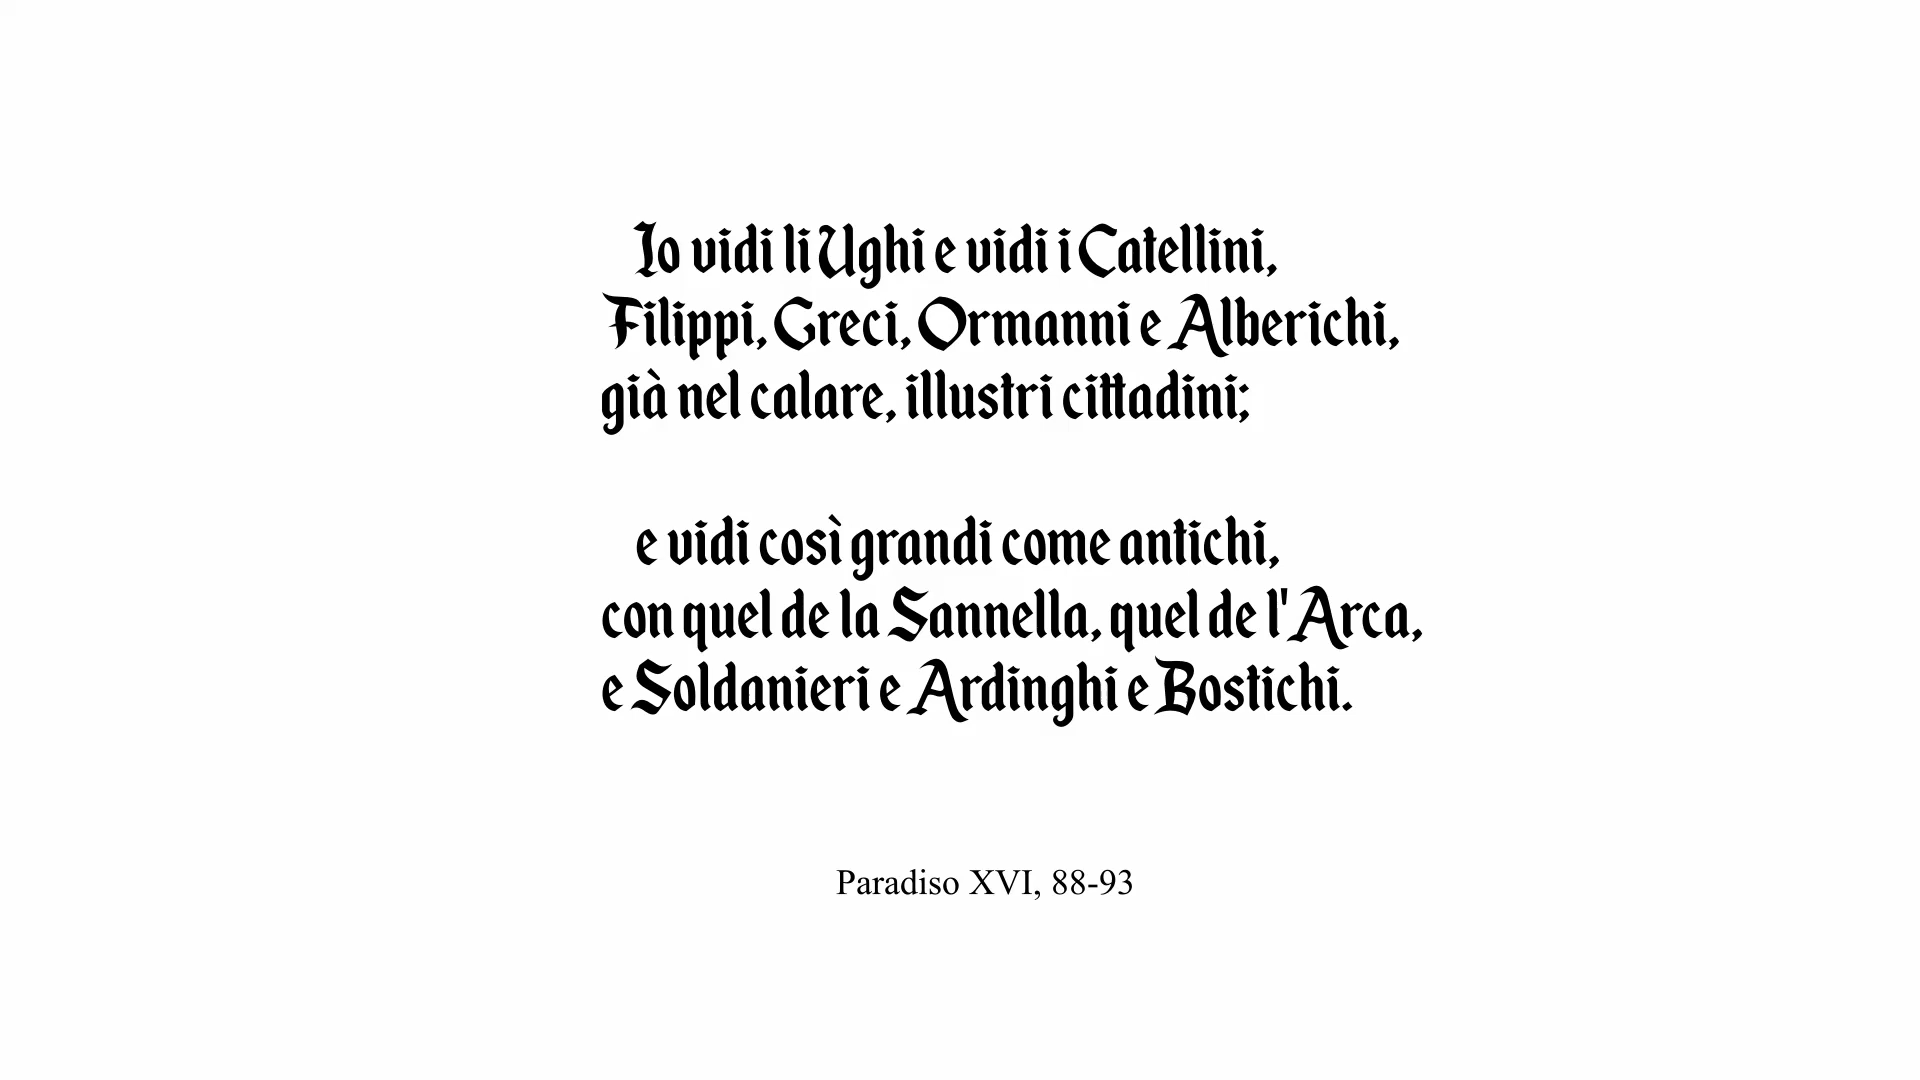 Io vidi li Ughi e vidi i Catellini,
Filippi, Greci, Ormanni e Alberichi,
già nel calare, illustri cittadini;
e vidi così grandi come antichi,
con quel de la Sannella, quel de l'Arca,
e Soldanieri e Ardinghi e Bostichi.
Paradiso XVI, 88-93